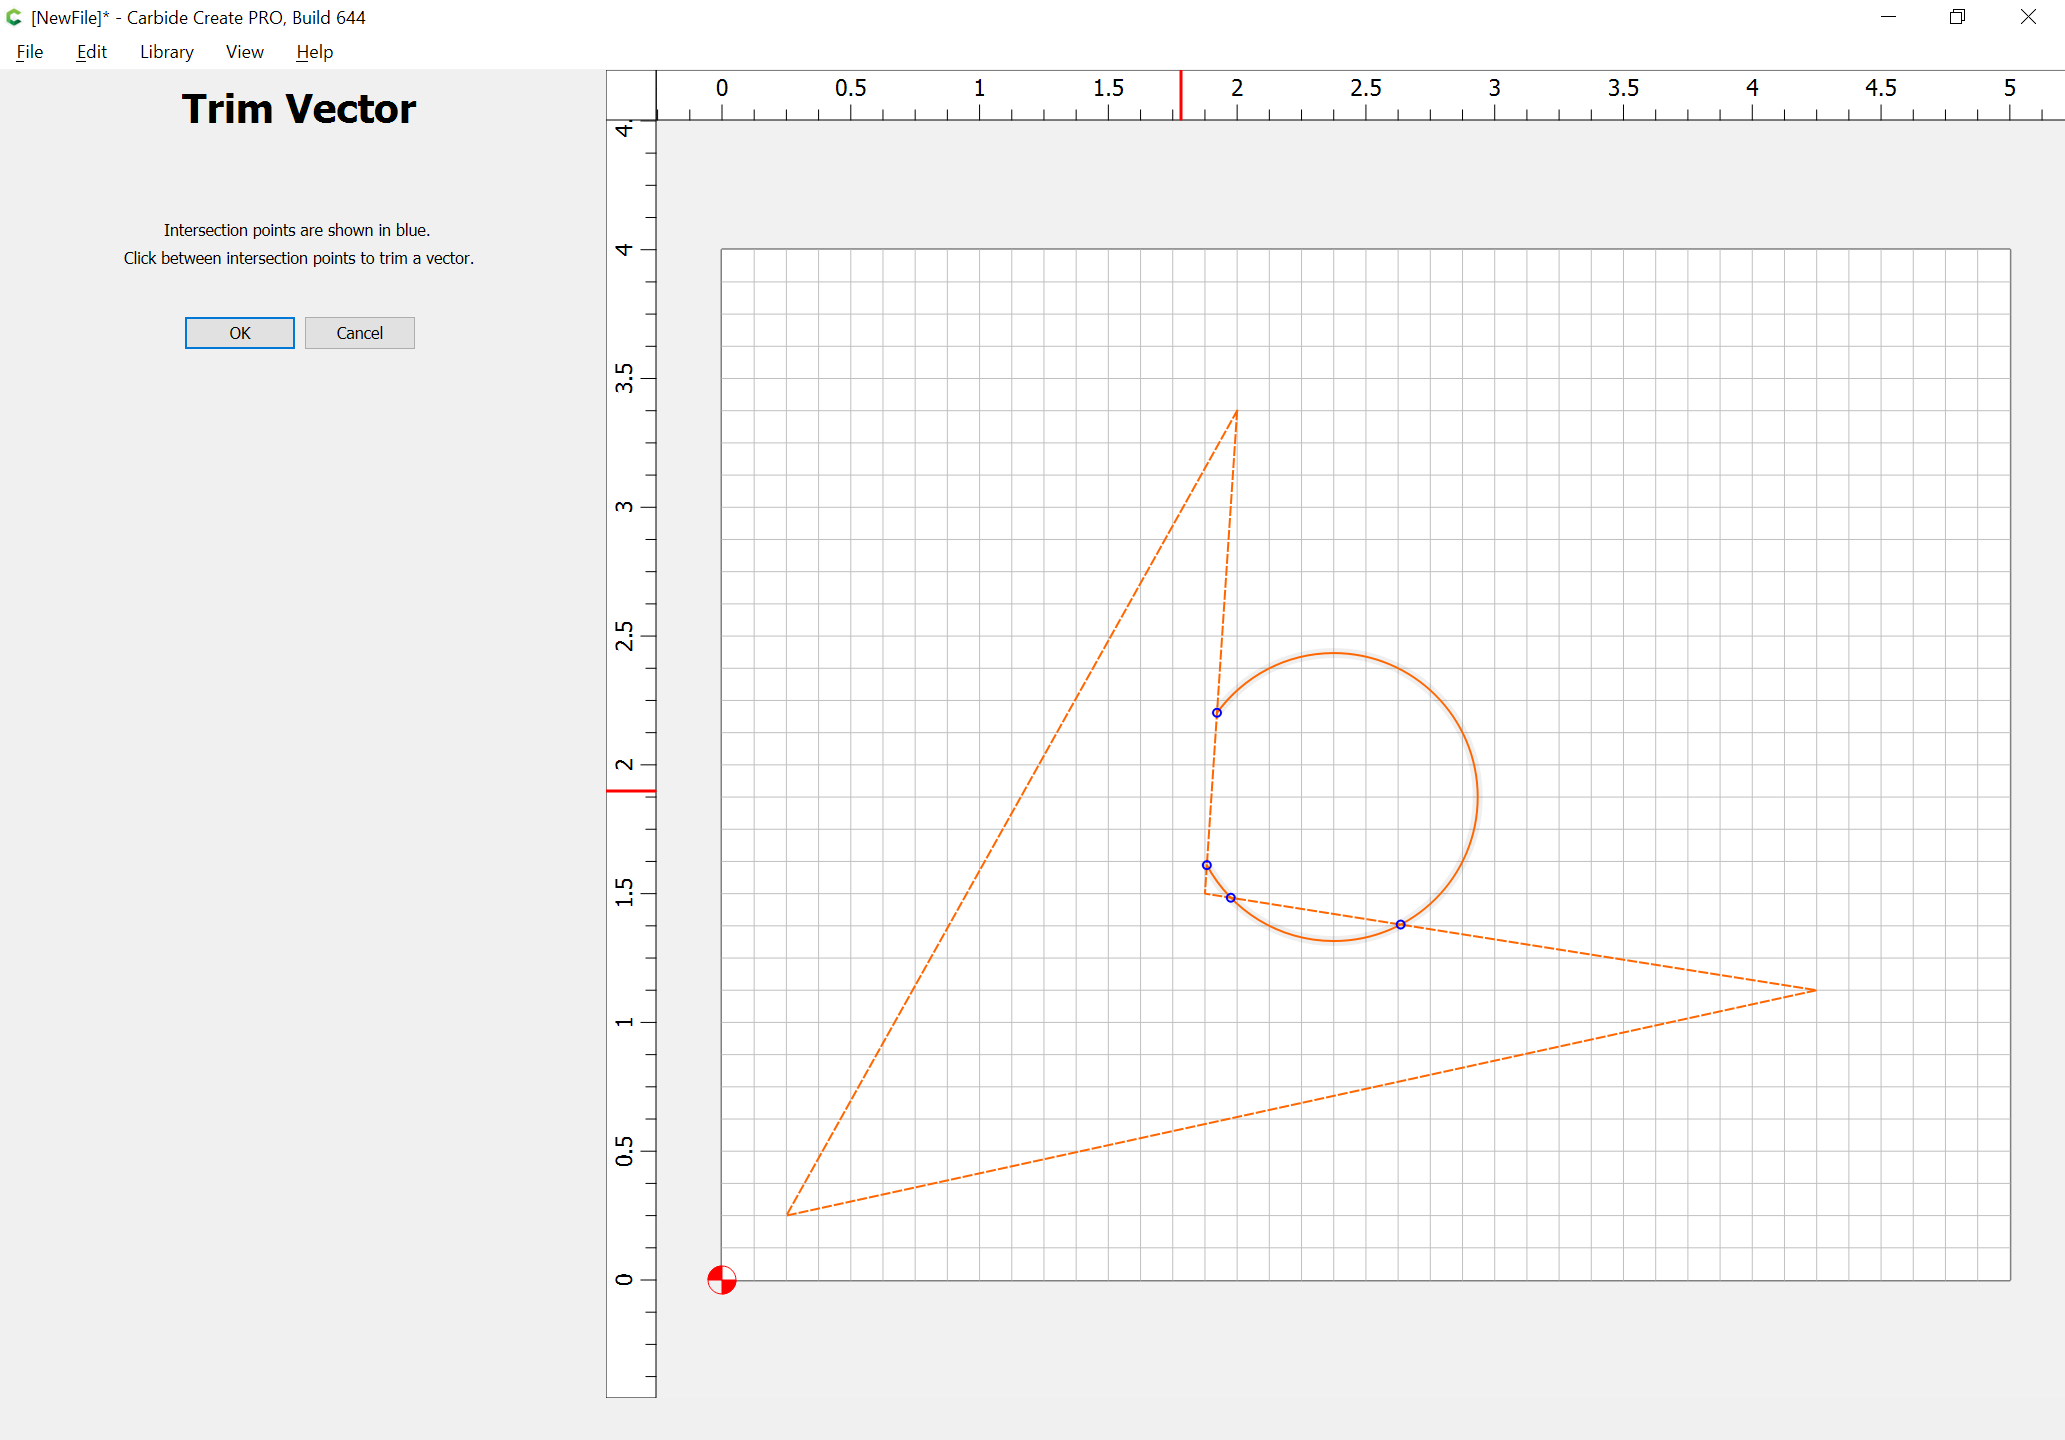 [NewFile]* - Carbide Create PRO, Build 644
File Edit Library View Help
Trim Vector
Intersection points are shown in blue.
Click between intersection points to trim a vector.
OK Cancel
0 0.5 1 1.5 2 2.5 3 3.5 4 4.5 5
4.
4
3.5
3
2.5
2
1.5
1
0.5
0